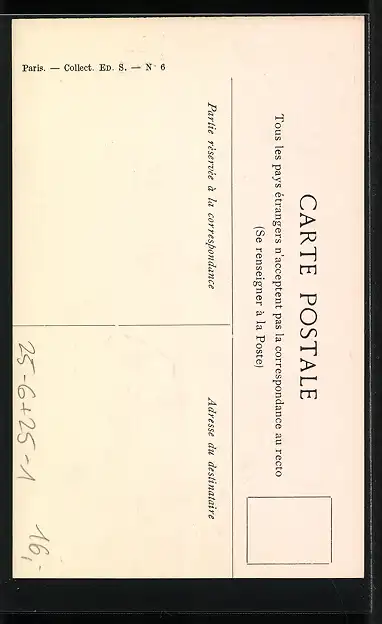 CARTE POSTALE
Tous les pays étrangers n'acceptent pas la correspondance au recto
(Se renseigner à la Poste)
Partie réservée à la correspondance
Adresse du destinataire
Paris. — Collect. ED. S. — N° 6
25-6+25-1
16,-